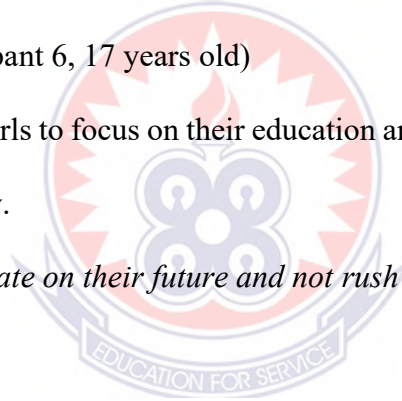 pant 6, 17 years old)
rls to focus on their education an
.
ate on their future and not rush
EDUCATION FOR SERVICE